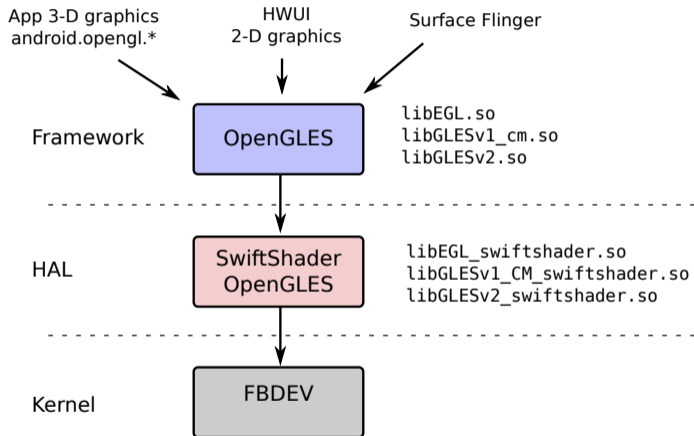 App 3-D graphics
android.opengl.*
HWUI
2-D graphics
Surface Flinger
Framework
OpenGLES
libEGL.so
libGLESv1_cm.so
libGLESv2.so
HAL
SwiftShader
OpenGLES
libEGL_swiftshader.so
libGLESv1_CM_swiftshader.so
libGLESv2_swiftshader.so
Kernel
FBDEV